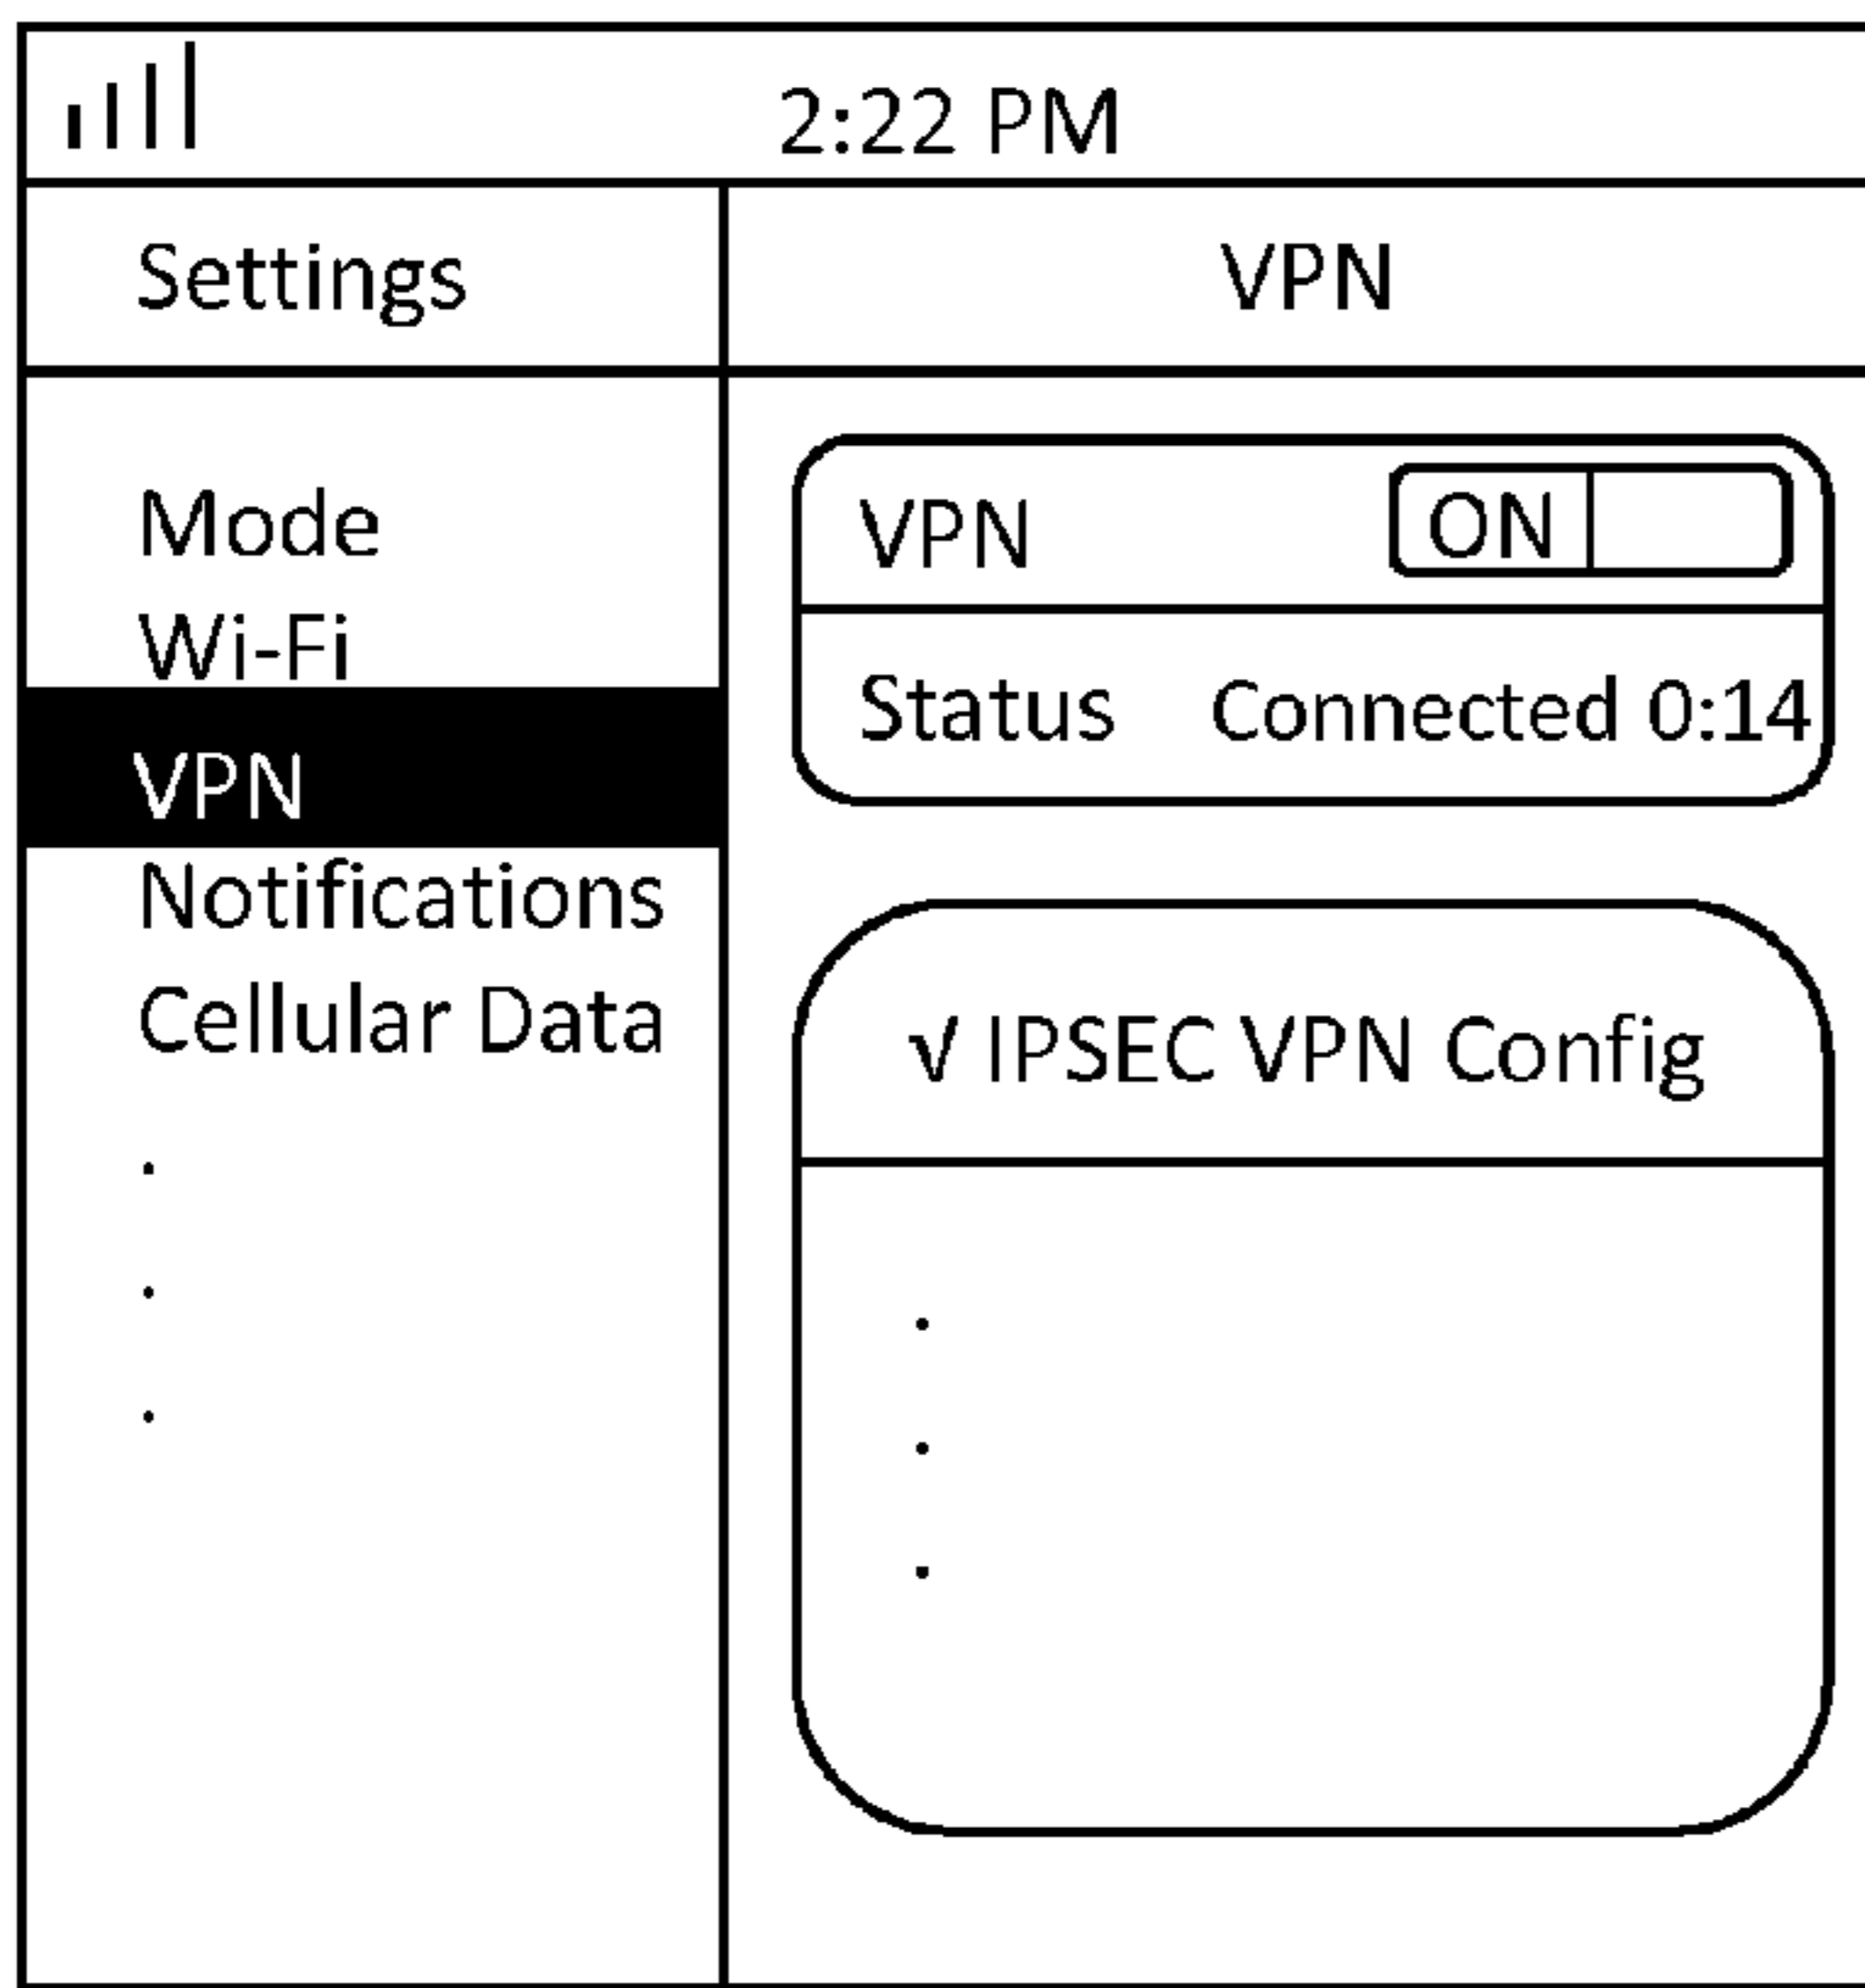 2:22 PM
Settings
VPN
Mode
Wi-Fi
VPN
Notifications
Cellular Data
.
.
.
VPN ON
Status Connected 0:14
√ IPSEC VPN Config
.
.
.